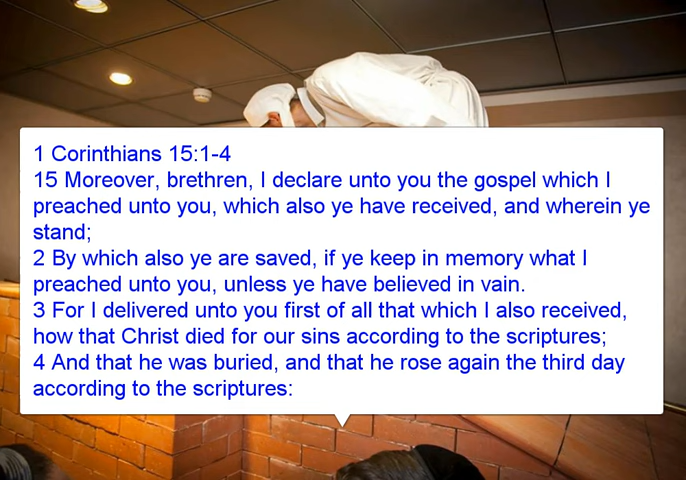 1 Corinthians 15:1-4
15 Moreover, brethren, I declare unto you the gospel which I
preached unto you, which also ye have received, and wherein ye
stand;
2 By which also ye are saved, if ye keep in memory what I
preached unto you, unless ye have believed in vain.
3 For I delivered unto you first of all that which I also received,
how that Christ died for our sins according to the scriptures;
4 And that he was buried, and that he rose again the third day
according to the scriptures: